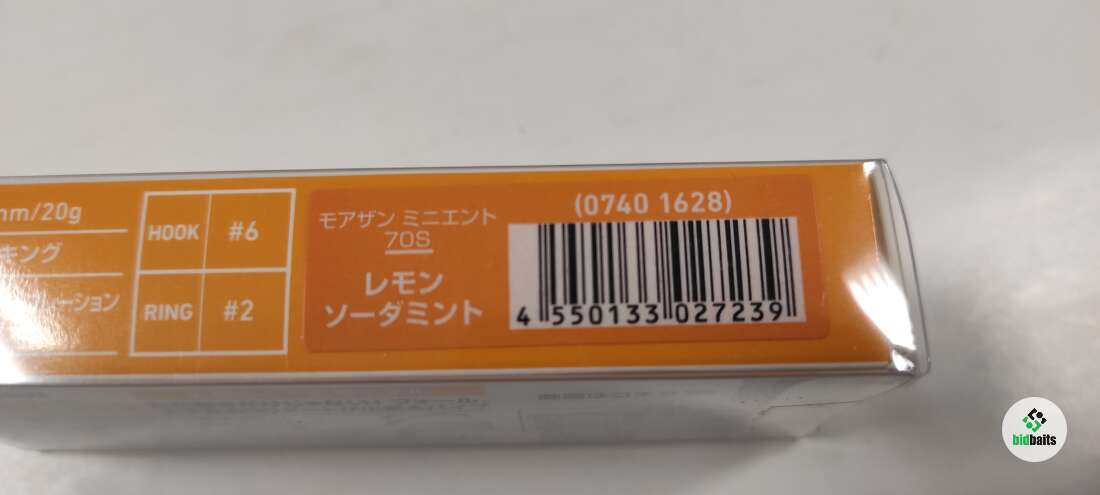 mm/20g
キング
ーション
HOOK #6
RING #2
モアザン ミニエント
70S
レモン
ソーダミント
(0740 1628)
4 550133 027239
bidbaits